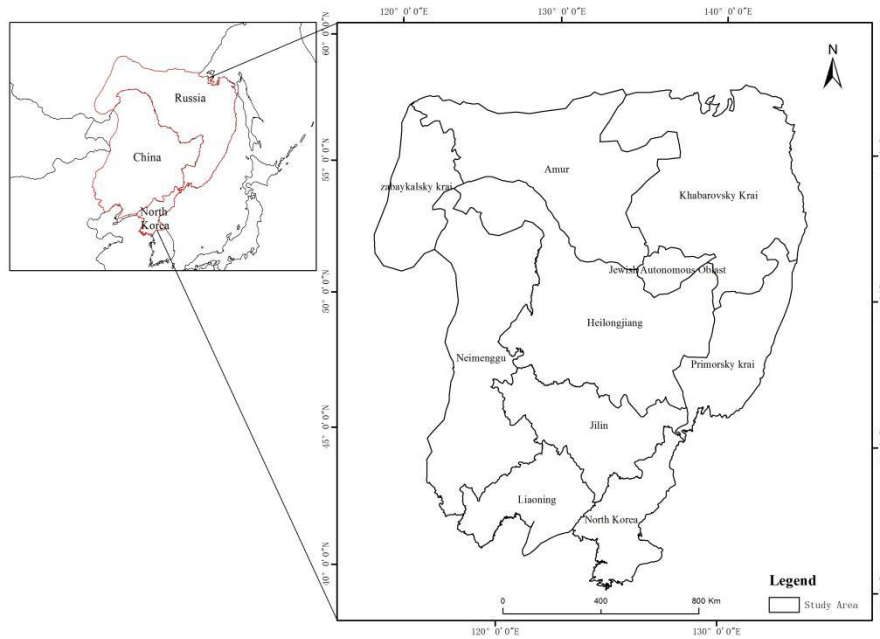 Russia
China
North
Korea
120° 0′0″E
130° 0′0″E
140° 0′0″E
60° 0′0″N
55° 0′0″N
50° 0′0″N
45° 0′0″N
40° 0′0″N
N
Amur
zabaykalsky krai
Khabarovsky Krai
Jewish Autonomous Oblast
Heilongjiang
Neimenggu
Primorsky krai
Jilin
Liaoning
North Korea
Legend
Study Area
0 400 800 Km
120° 0′0″E
130° 0′0″E